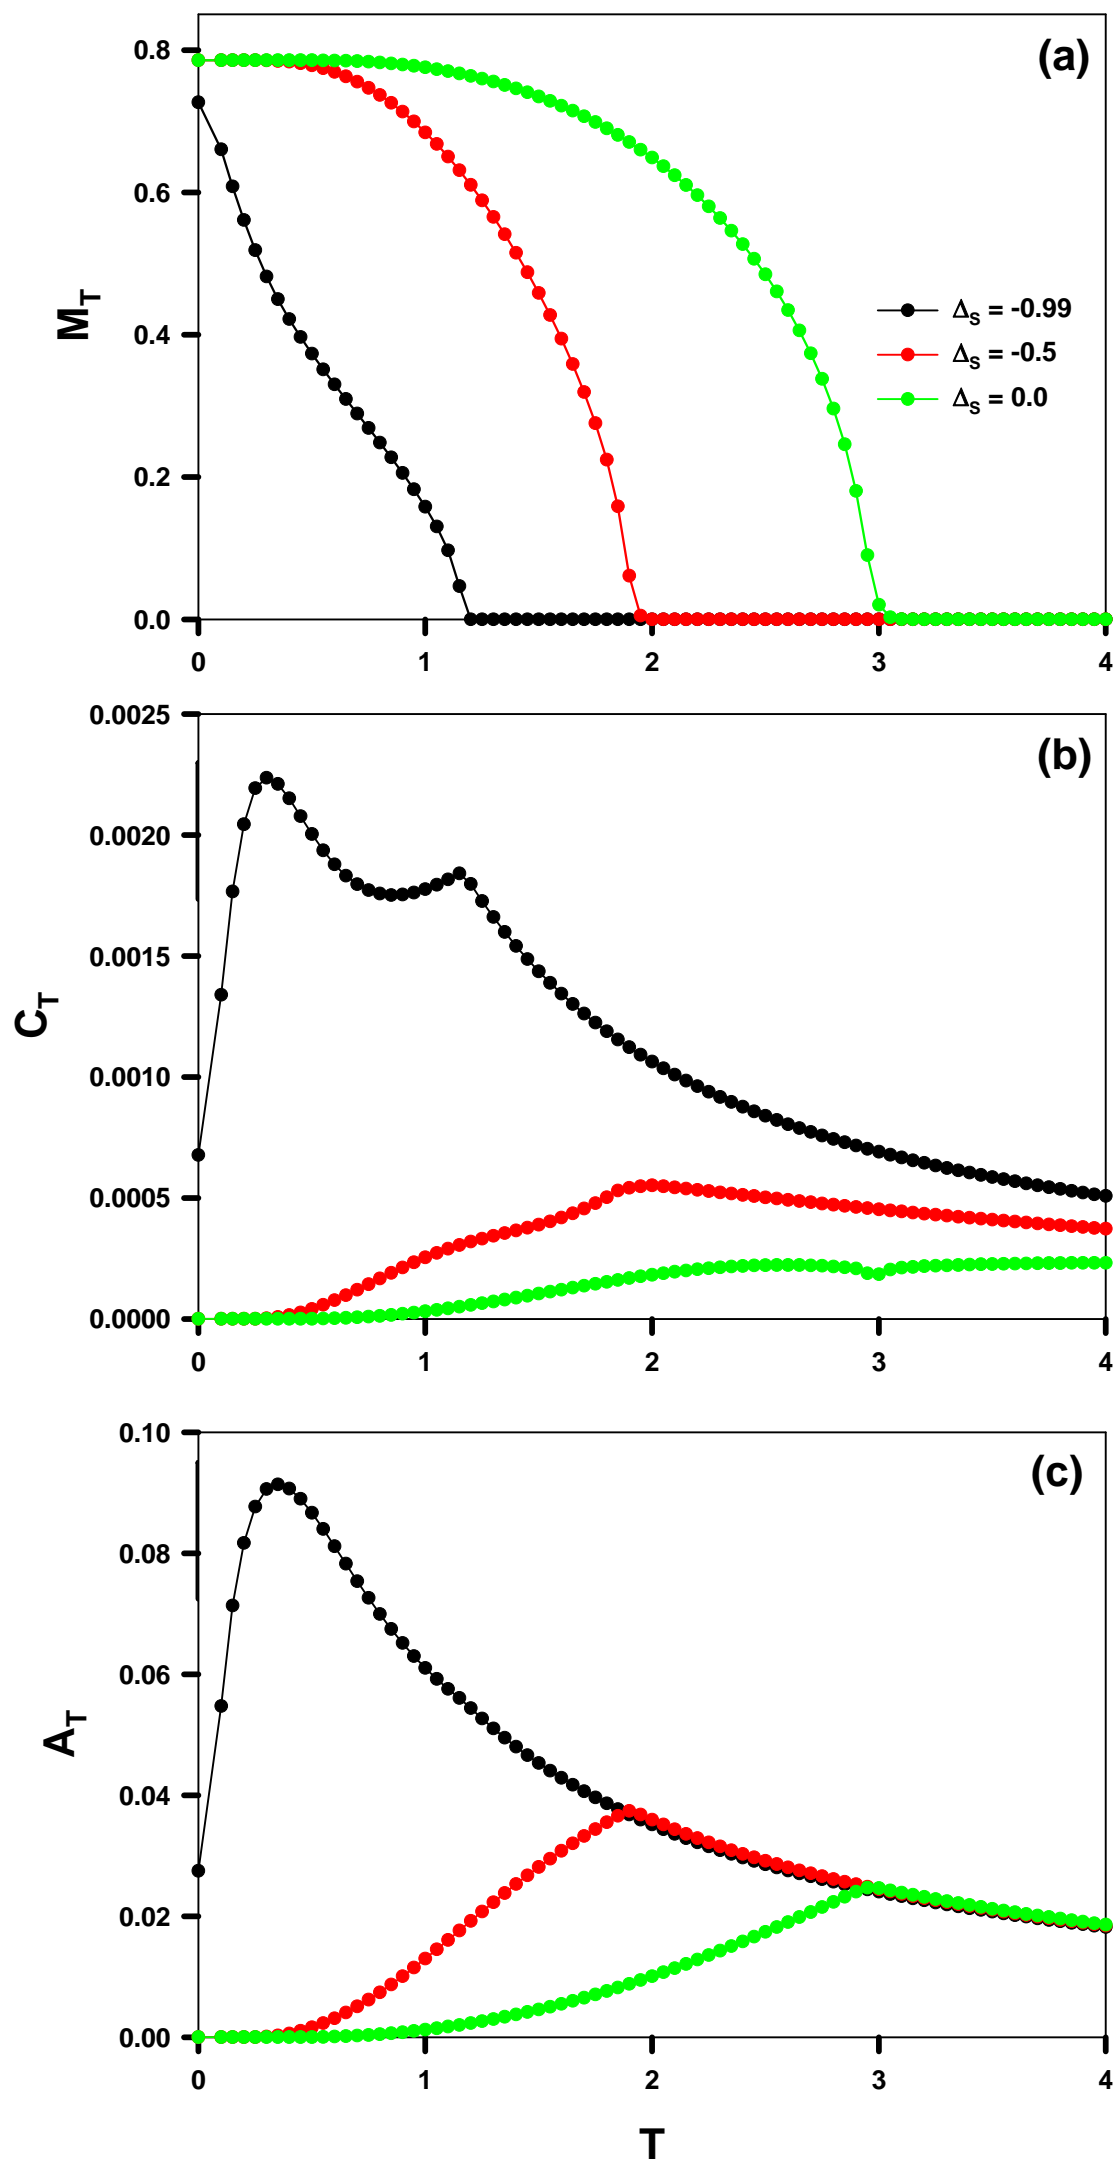 (a)
0.8
0.6
0.4
0.2
0.0
M_T
Δ_S = -0.99
Δ_S = -0.5
Δ_S = 0.0
0 1 2 3 4
(b)
0.0025
0.0020
0.0015
0.0010
0.0005
0.0000
C_T
0 1 2 3 4
(c)
0.10
0.08
0.06
0.04
0.02
0.00
A_T
0 1 2 3 4
T